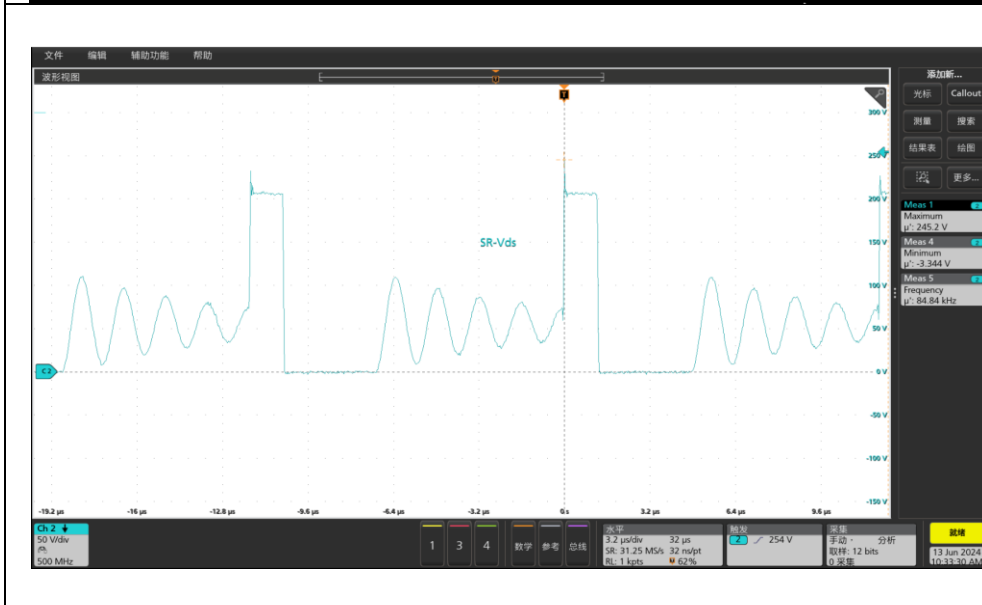 文件 编辑 辅助功能 帮助
波形视图
添加新...
光标 Callout
测量 搜索
结果表 绘图
更多...
Meas 1 2
Maximum
µ': 245.2 V
Meas 4 2
Minimum
µ': -3.344 V
Meas 5 2
Frequency
µ': 84.84 kHz
T
300 V
250 V
200 V
150 V
100 V
50 V
0 V
-50 V
-100 V
-150 V
SR-Vds
C2
-19.2 µs -16 µs -12.8 µs -9.6 µs -6.4 µs -3.2 µs 0 s 3.2 µs 6.4 µs 9.6 µs
Ch 2
50 V/div
500 MHz
1 3 4 数学 参考 总线
水平
3.2 µs/div 32 µs
SR: 31.25 MS/s 32 ns/pt
RL: 1 kpts 62%
触发
2 254 V
采集
手动, 分析
取样: 12 bits
0 采集
就绪
13 Jun 2024
10:33:30 AM